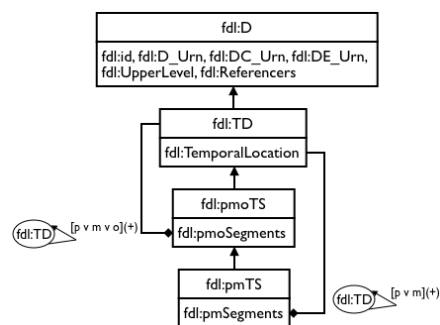 fdl:D
fdl:id, fdl:D_Urn, fdl:DC_Urn, fdl:DE_Urn,
fdl:UpperLevel, fdl:Referencers
fdl:TD
fdl:TemporalLocation
fdl:pmoTS
fdl:pmoSegments
[p v m v o](+)
fdl:TD
fdl:pmTS
fdl:pmSegments
[p v m](+)
fdl:TD